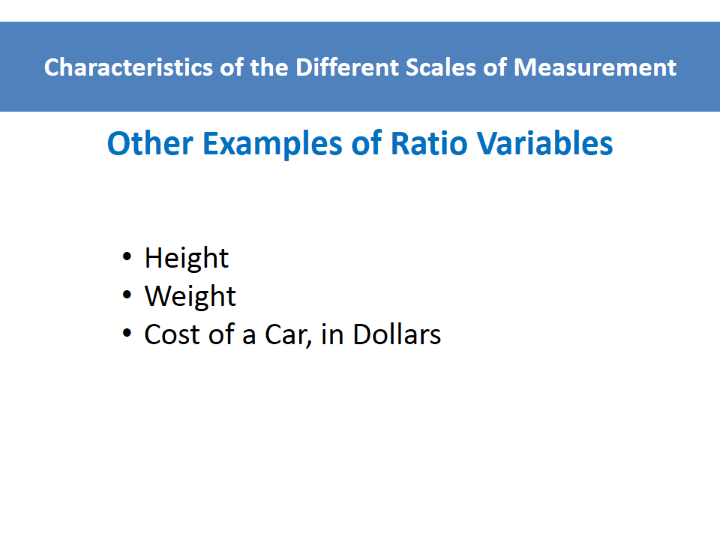 Characteristics of the Different Scales of Measurement
Other Examples of Ratio Variables
• Height
• Weight
• Cost of a Car, in Dollars